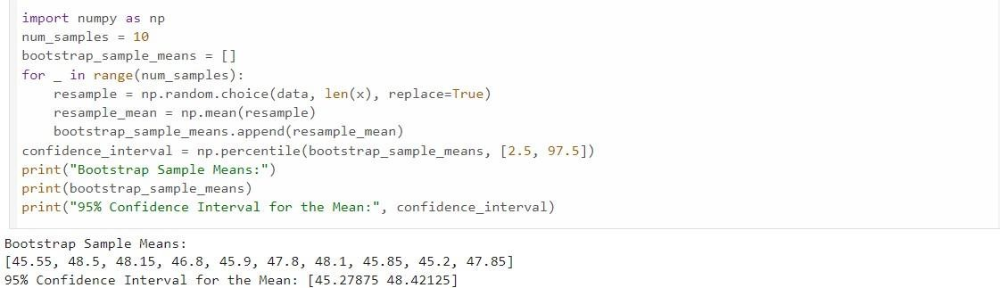 import numpy as np
num_samples = 10
bootstrap_sample_means = []
for _ in range(num_samples):
    resample = np.random.choice(data, len(x), replace=True)
    resample_mean = np.mean(resample)
    bootstrap_sample_means.append(resample_mean)
confidence_interval = np.percentile(bootstrap_sample_means, [2.5, 97.5])
print("Bootstrap Sample Means:")
print(bootstrap_sample_means)
print("95% Confidence Interval for the Mean:", confidence_interval)
Bootstrap Sample Means:
[45.55, 48.5, 48.15, 46.8, 45.9, 47.8, 48.1, 45.85, 45.2, 47.85]
95% Confidence Interval for the Mean: [45.27875 48.42125]